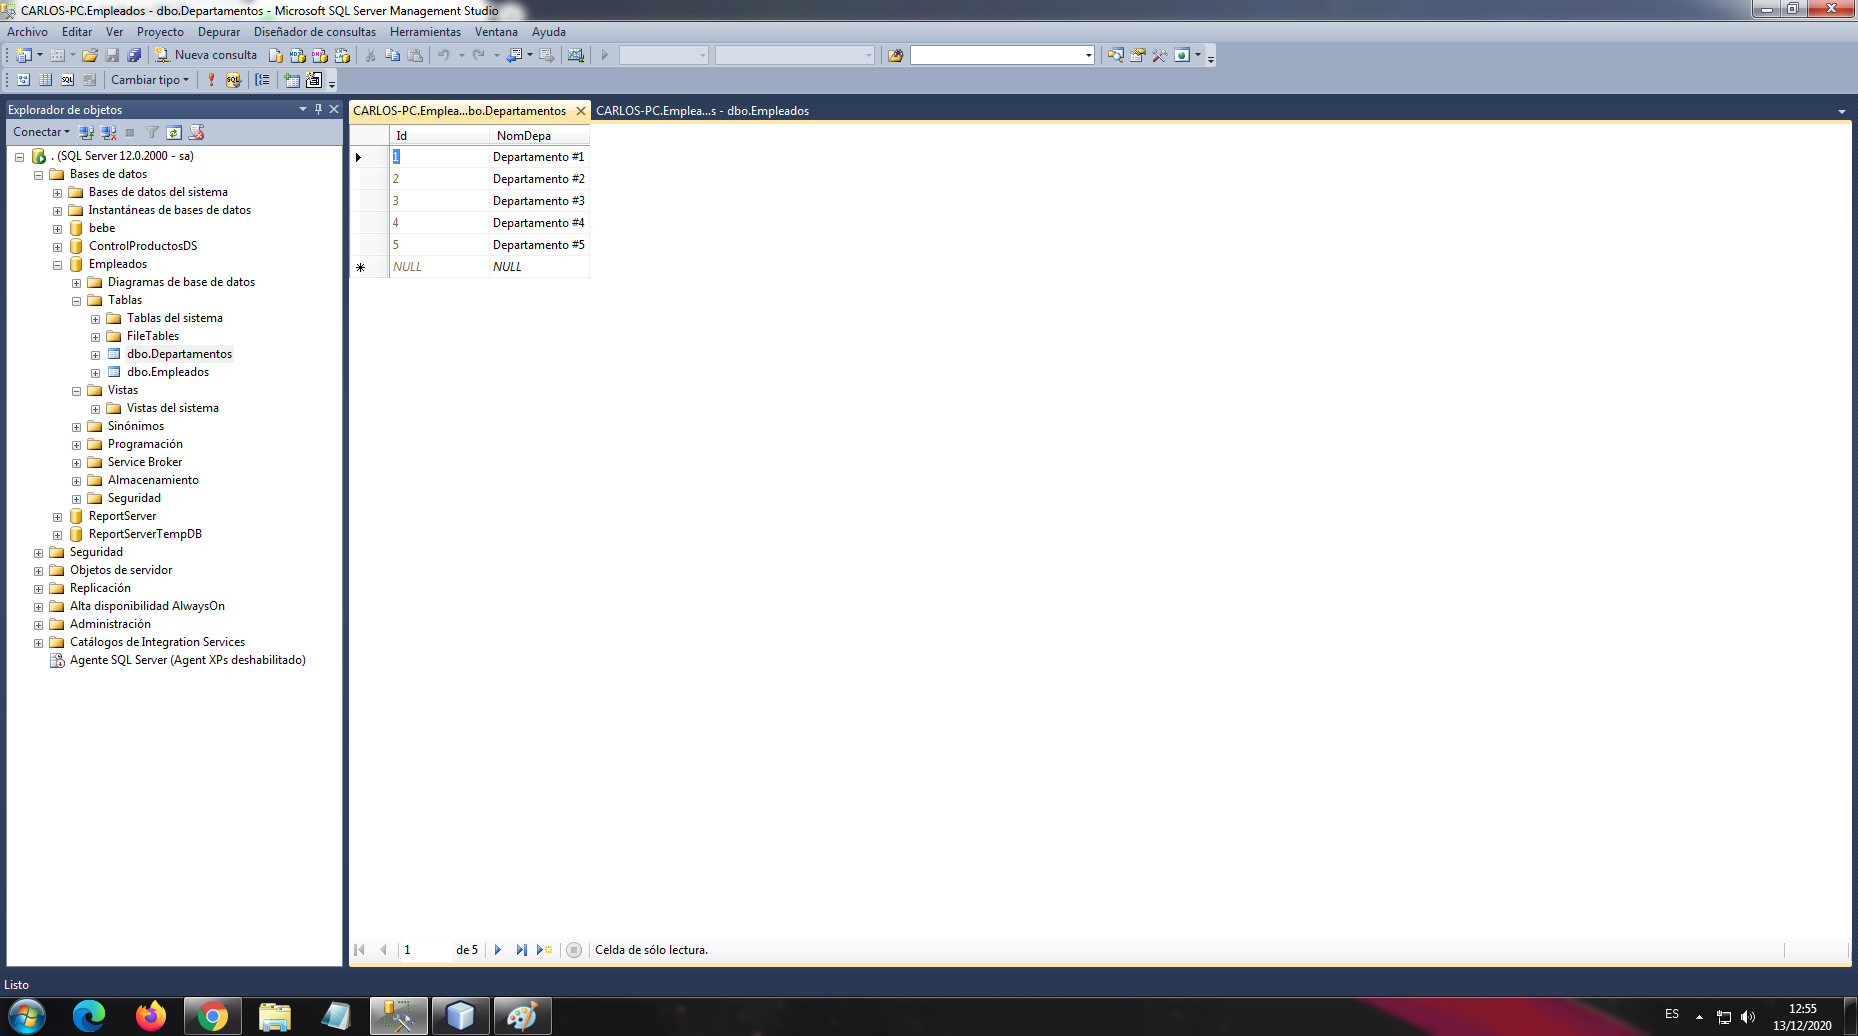 CARLOS-PC.Empleados - dbo.Departamentos - Microsoft SQL Server Management Studio
Archivo Editar Ver Proyecto Depurar Diseñador de consultas Herramientas Ventana Ayuda
Nueva consulta
SQL Cambiar tipo SQL
Explorador de objetos
CARLOS-PC.Emplea...bo.Departamentos CARLOS-PC.Emplea...s - dbo.Empleados
Conectar
. (SQL Server 12.0.2000 - sa)
Bases de datos
Bases de datos del sistema
Instantáneas de bases de datos
bebe
ControlProductosDS
Empleados
Diagramas de base de datos
Tablas
Tablas del sistema
FileTables
dbo.Departamentos
dbo.Empleados
Vistas
Vistas del sistema
Sinónimos
Programación
Service Broker
Almacenamiento
Seguridad
ReportServer
ReportServerTempDB
Seguridad
Objetos de servidor
Replicación
Alta disponibilidad AlwaysOn
Administración
Catálogos de Integration Services
Agente SQL Server (Agent XPs deshabilitado)
Id NomDepa
1 Departamento #1
2 Departamento #2
3 Departamento #3
4 Departamento #4
5 Departamento #5
NULL NULL
1 de 5 Celda de sólo lectura.
Listo
ES
12:55
13/12/2020